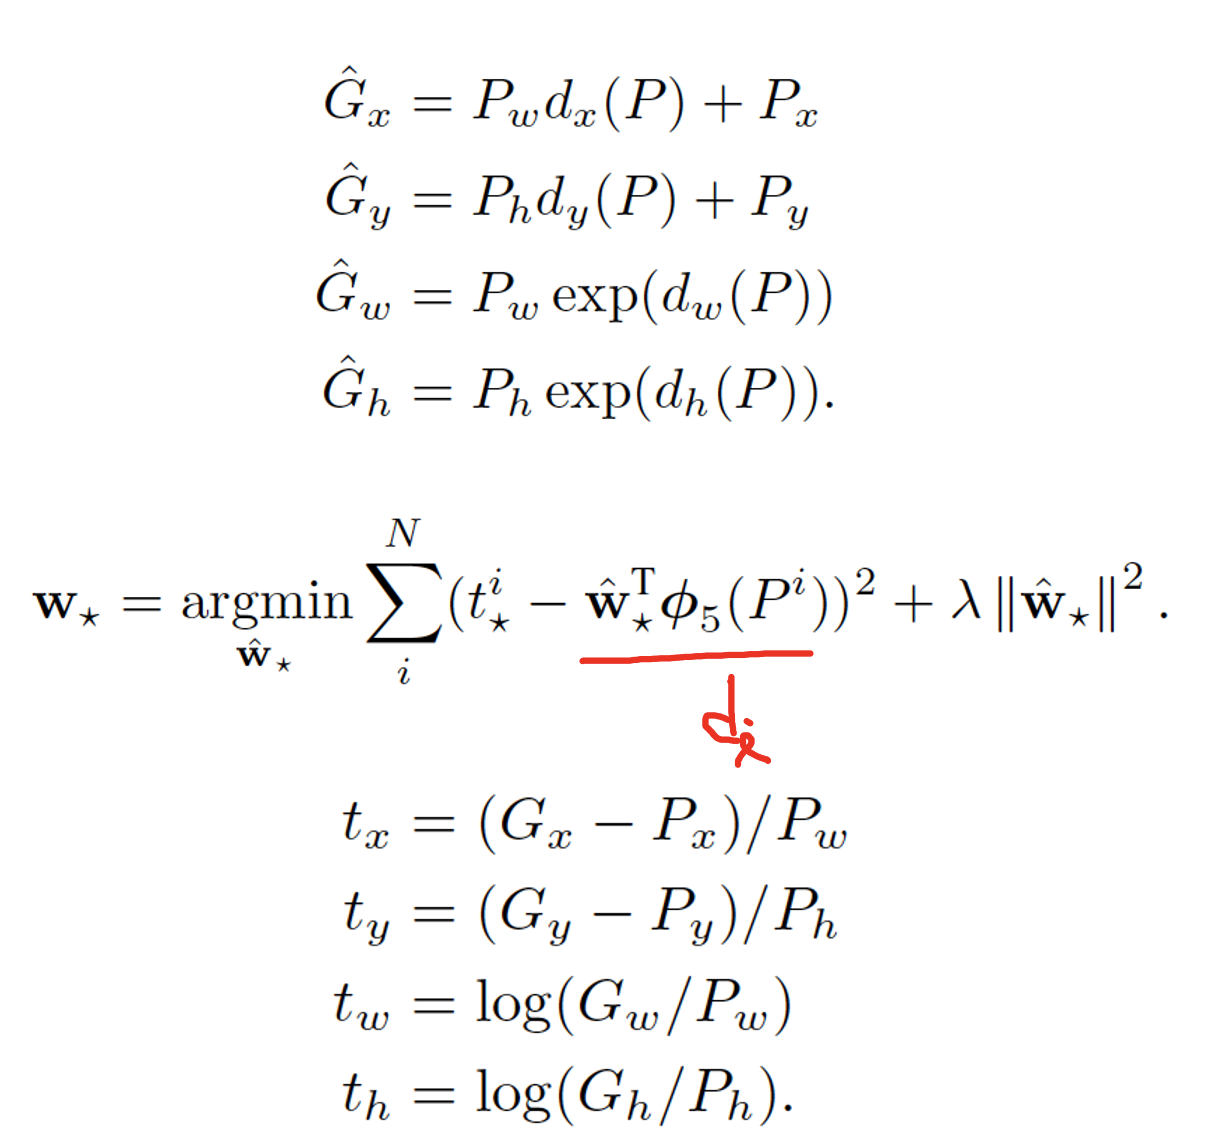 Ĝ_x = P_w d_x(P) + P_x
Ĝ_y = P_h d_y(P) + P_y
Ĝ_w = P_w exp(d_w(P))
Ĝ_h = P_h exp(d_h(P)).
w_⋆ = argmin_{ŵ_⋆} ∑_i^N (t_⋆^i − ŵ_⋆^T ϕ_5(P^i))^2 + λ ‖ŵ_⋆‖^2 .
t_x = (G_x − P_x)/P_w
t_y = (G_y − P_y)/P_h
t_w = log(G_w/P_w)
t_h = log(G_h/P_h).